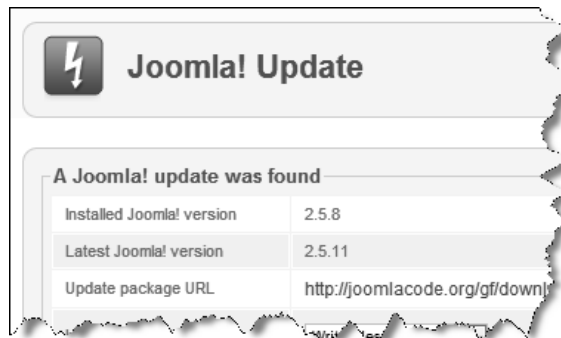 Joomla! Update
A Joomla! update was found
Installed Joomla! version 2.5.8
Latest Joomla! version 2.5.11
Update package URL http://joomlacode.org/gf/downl